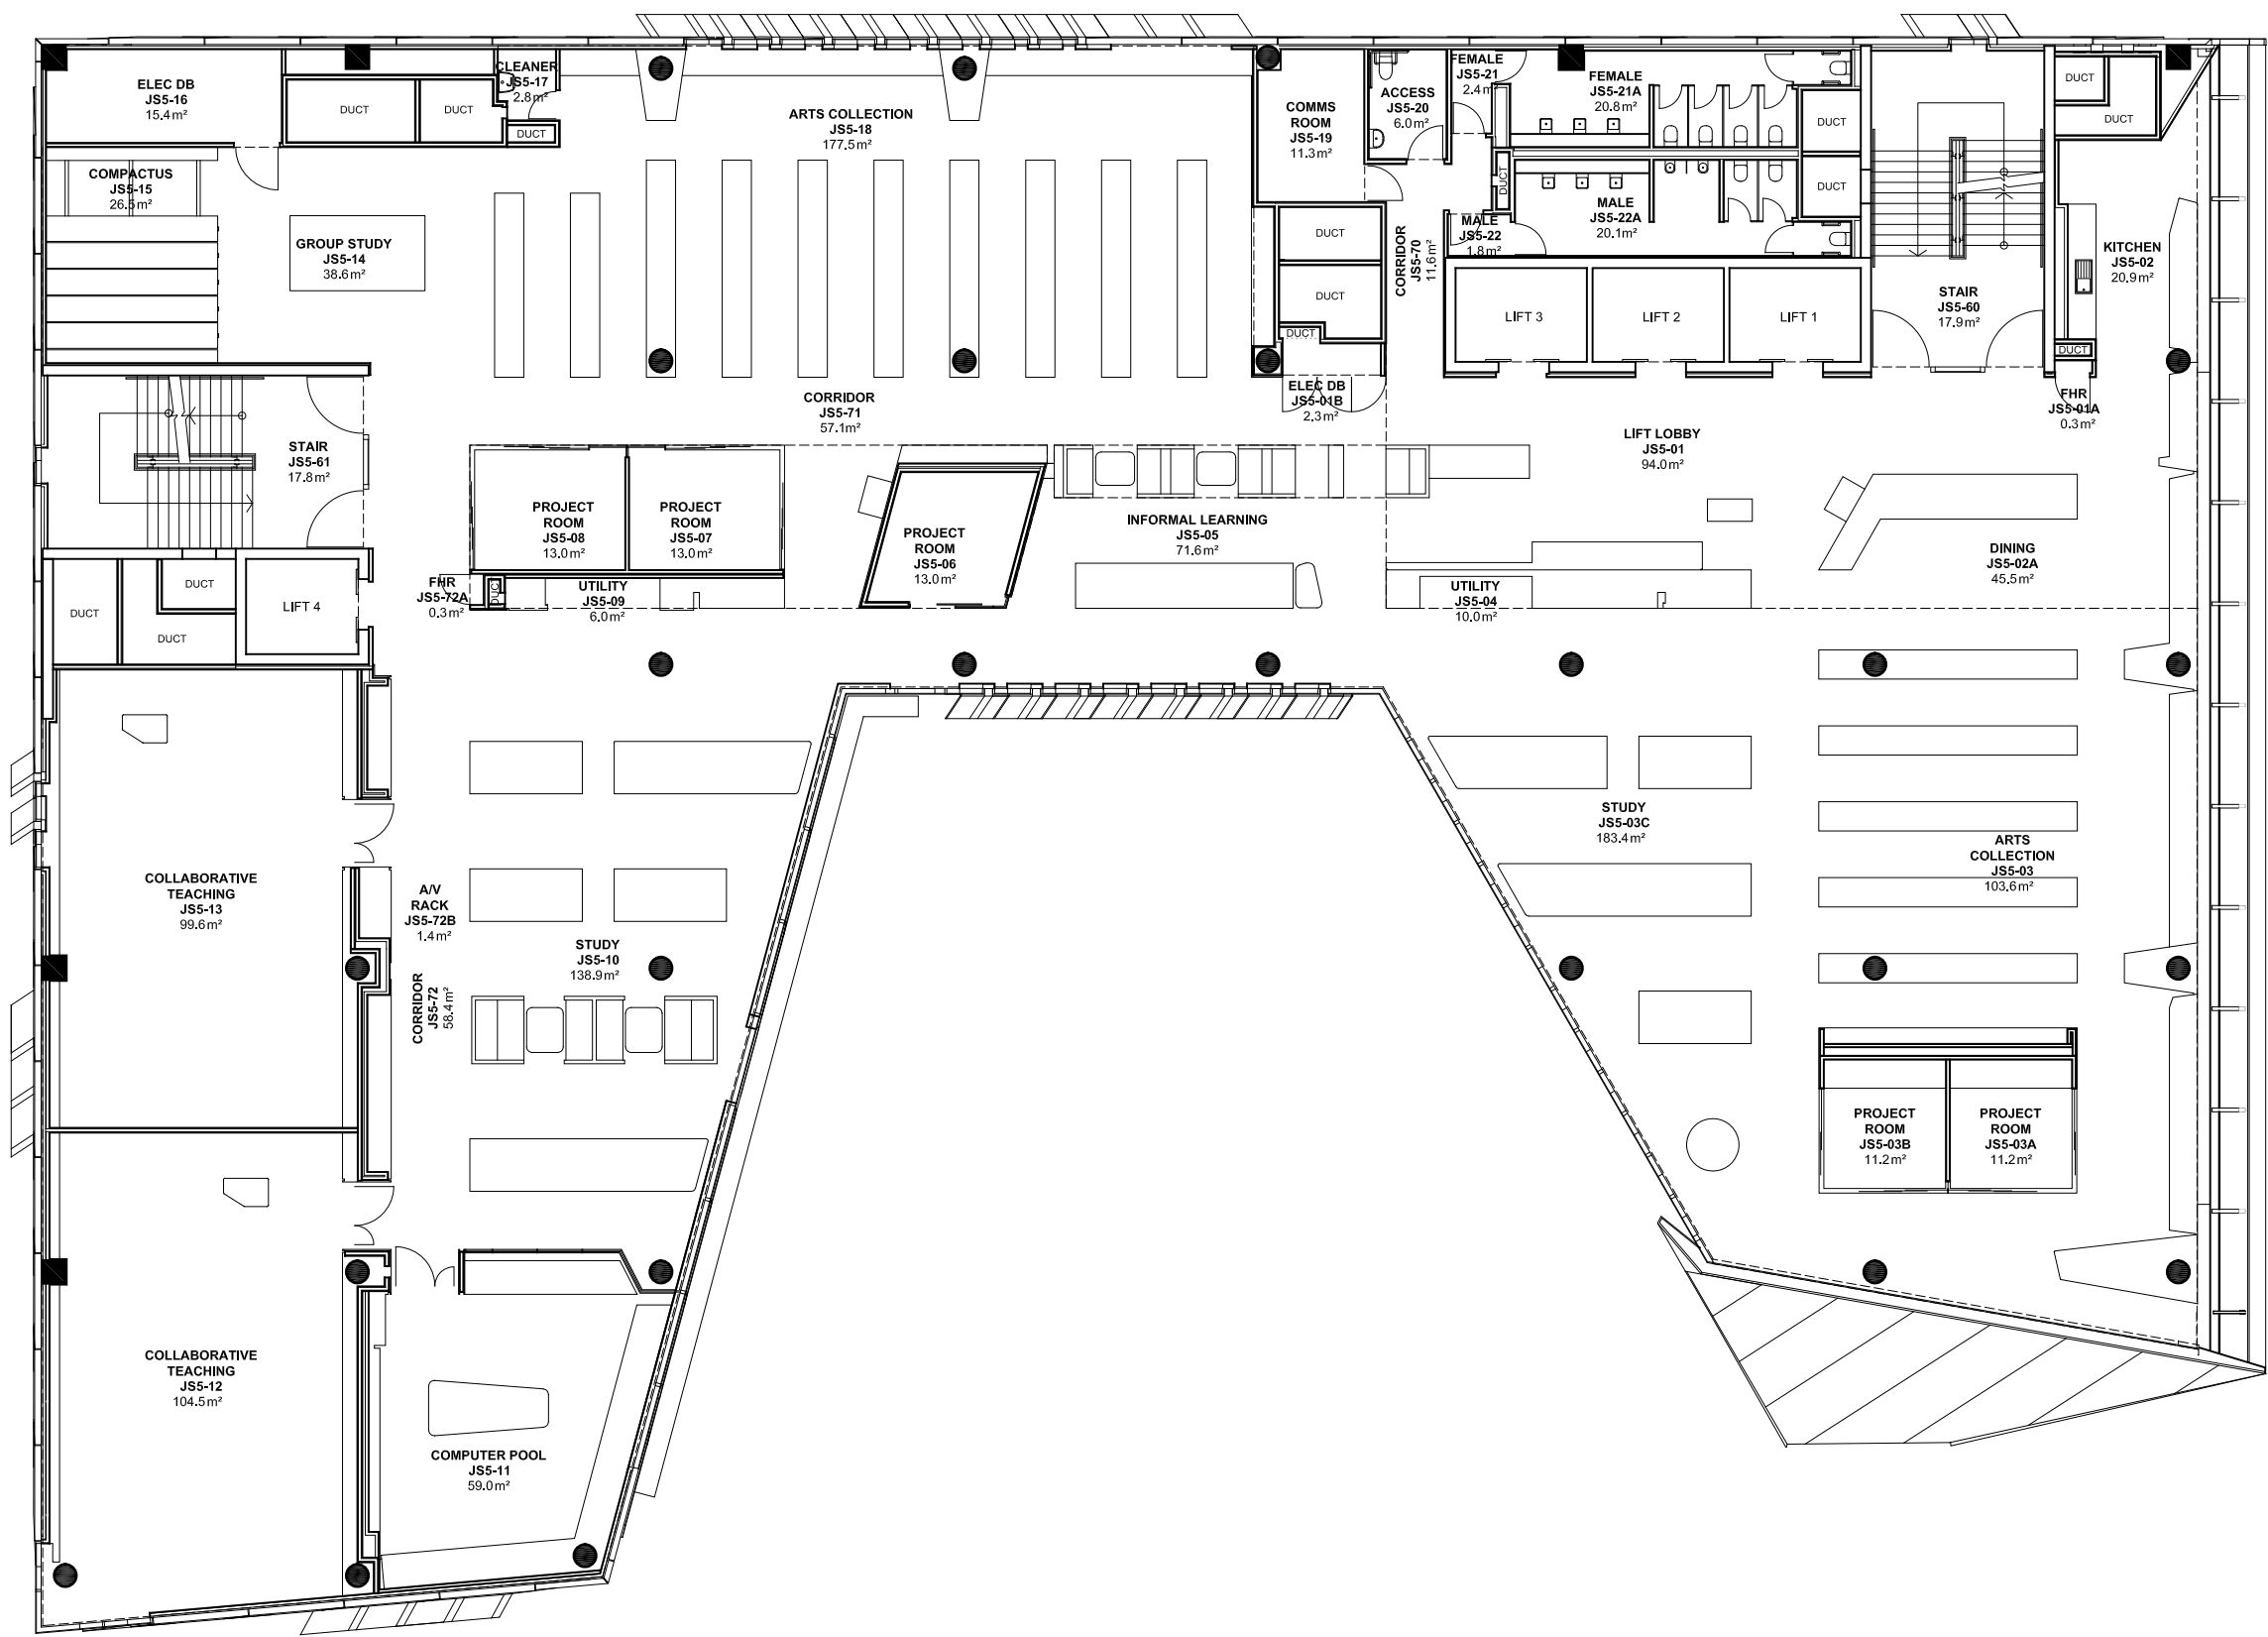 ELEC DB
JS5-16
15.4m²
DUCT
DUCT
CLEANER
JS5-17
2.8m²
DUCT
ARTS COLLECTION
JS5-18
177.5m²
COMMS
ROOM
JS5-19
11.3m²
ACCESS
JS5-20
6.0m²
FEMALE
JS5-21
2.4m²
FEMALE
JS5-21A
20.8m²
DUCT
DUCT
DUCT
DUCT
DUCT
COMPACTUS
JS5-15
26.5m²
GROUP STUDY
JS5-14
38.6m²
DUCT
DUCT
DUCT
CORRIDOR
JS5-70
11.6m²
MALE
JS5-22
1.8m²
MALE
JS5-22A
20.1m²
LIFT 3
LIFT 2
LIFT 1
STAIR
JS5-60
17.9m²
KITCHEN
JS5-02
20.9m²
DUCT
FHR
JS5-01A
0.3m²
ELEC DB
JS5-01B
2.3m²
CORRIDOR
JS5-71
57.1m²
LIFT LOBBY
JS5-01
94.0m²
STAIR
JS5-61
17.8m²
PROJECT
ROOM
JS5-08
13.0m²
PROJECT
ROOM
JS5-07
13.0m²
PROJECT
ROOM
JS5-06
13.0m²
INFORMAL LEARNING
JS5-05
71.6m²
DINING
JS5-02A
45.5m²
DUCT
DUCT
DUCT
LIFT 4
FHR
JS5-72A
0.3m²
DUCT
UTILITY
JS5-09
6.0m²
UTILITY
JS5-04
10.0m²
COLLABORATIVE
TEACHING
JS5-13
99.6m²
A/V
RACK
JS5-72B
1.4m²
CORRIDOR
JS5-72
58.4m²
STUDY
JS5-10
138.9m²
STUDY
JS5-03C
183.4m²
ARTS
COLLECTION
JS5-03
103.6m²
PROJECT
ROOM
JS5-03B
11.2m²
PROJECT
ROOM
JS5-03A
11.2m²
COLLABORATIVE
TEACHING
JS5-12
104.5m²
COMPUTER POOL
JS5-11
59.0m²